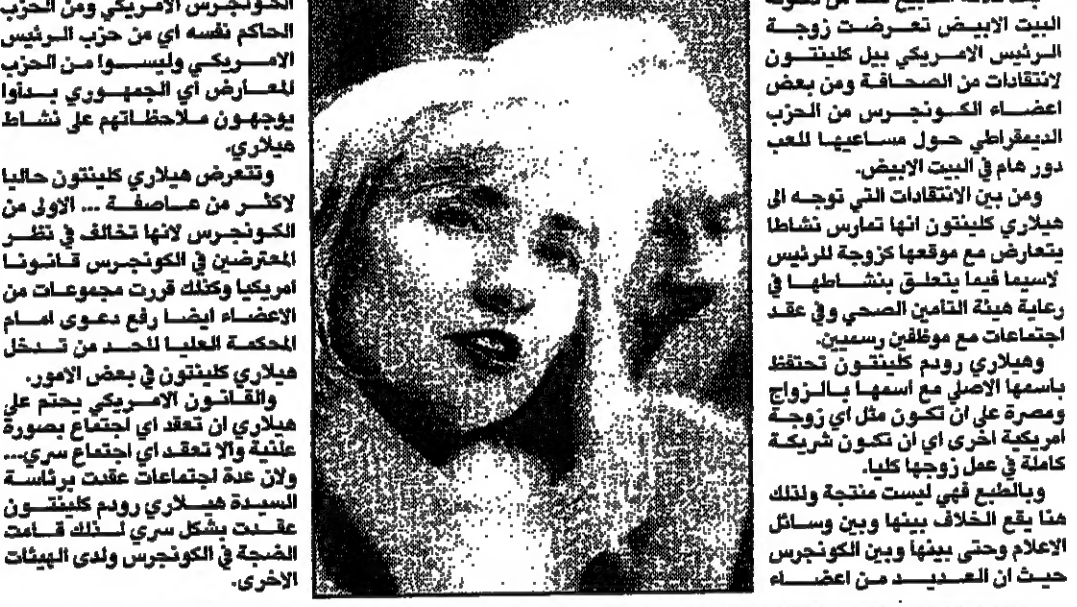 البيت الابيض تعرضت زوجة
الرئيس الامريكي بيل كلينتون
لانتقادات من الصحافة ومن بعض
اعضاء الكونجرس من الحزب
الديمقراطي حول مساعيها للعب
دور هام في البيت الابيض.
ومن بين الانتقادات التي توجه الى
هيلاري كلينتون انها تمارس نشاطا
يتعارض مع موقعها كزوجة للرئيس
لاسيما فيما يتعلق بنشاطها في
رعاية هيئة التامين الصحي وفي عقد
اجتماعات مع موظفين رسميين.
وهيلاري رودم كلينتون تحتفظ
باسمها الاصلي مع اسمها بالزواج
ومصرة على ان تكون مثل اي زوجة
امريكية اخرى اي ان تكون شريكة
كاملة في عمل زوجها كليا.
وبالطبع فهي ليست منتجة ولذلك
هنا يقع الخلاف بينها وبين وسائل
الاعلام وحتى بينها وبين الكونجرس
حيث ان العديد من اعضاء
الكونجرس الامريكي ومن الحزب
الحاكم نفسه اي من حزب الرئيس
الامريكي وليسوا من الحزب
المعارض اي الجمهوري بداوا
يوجهون ملاحظاتهم على نشاط
هيلاري.
وتتعرض هيلاري كلينتون حاليا
لاكثر من عاصفة ... الاولى من
الكونجرس لانها تخالف في نظر
المعترضين في الكونجرس قانونا
امريكيا وكذلك قررت مجموعات من
الاعضاء ايضا رفع دعوى امام
المحكمة العليا للحد من تدخل
هيلاري كلينتون في بعض الامور.
والقانون الامريكي يحتم على
هيلاري ان تعقد اي اجتماع بصورة
علنية والا تعقد اي اجتماع سري...
ولان عدة اجتماعات عقدت برئاسة
السيدة هيلاري رودم كلينتون
عقدت بشكل سري لذلك قامت
الضجة في الكونجرس ولدى الهيئات
الاخرى.